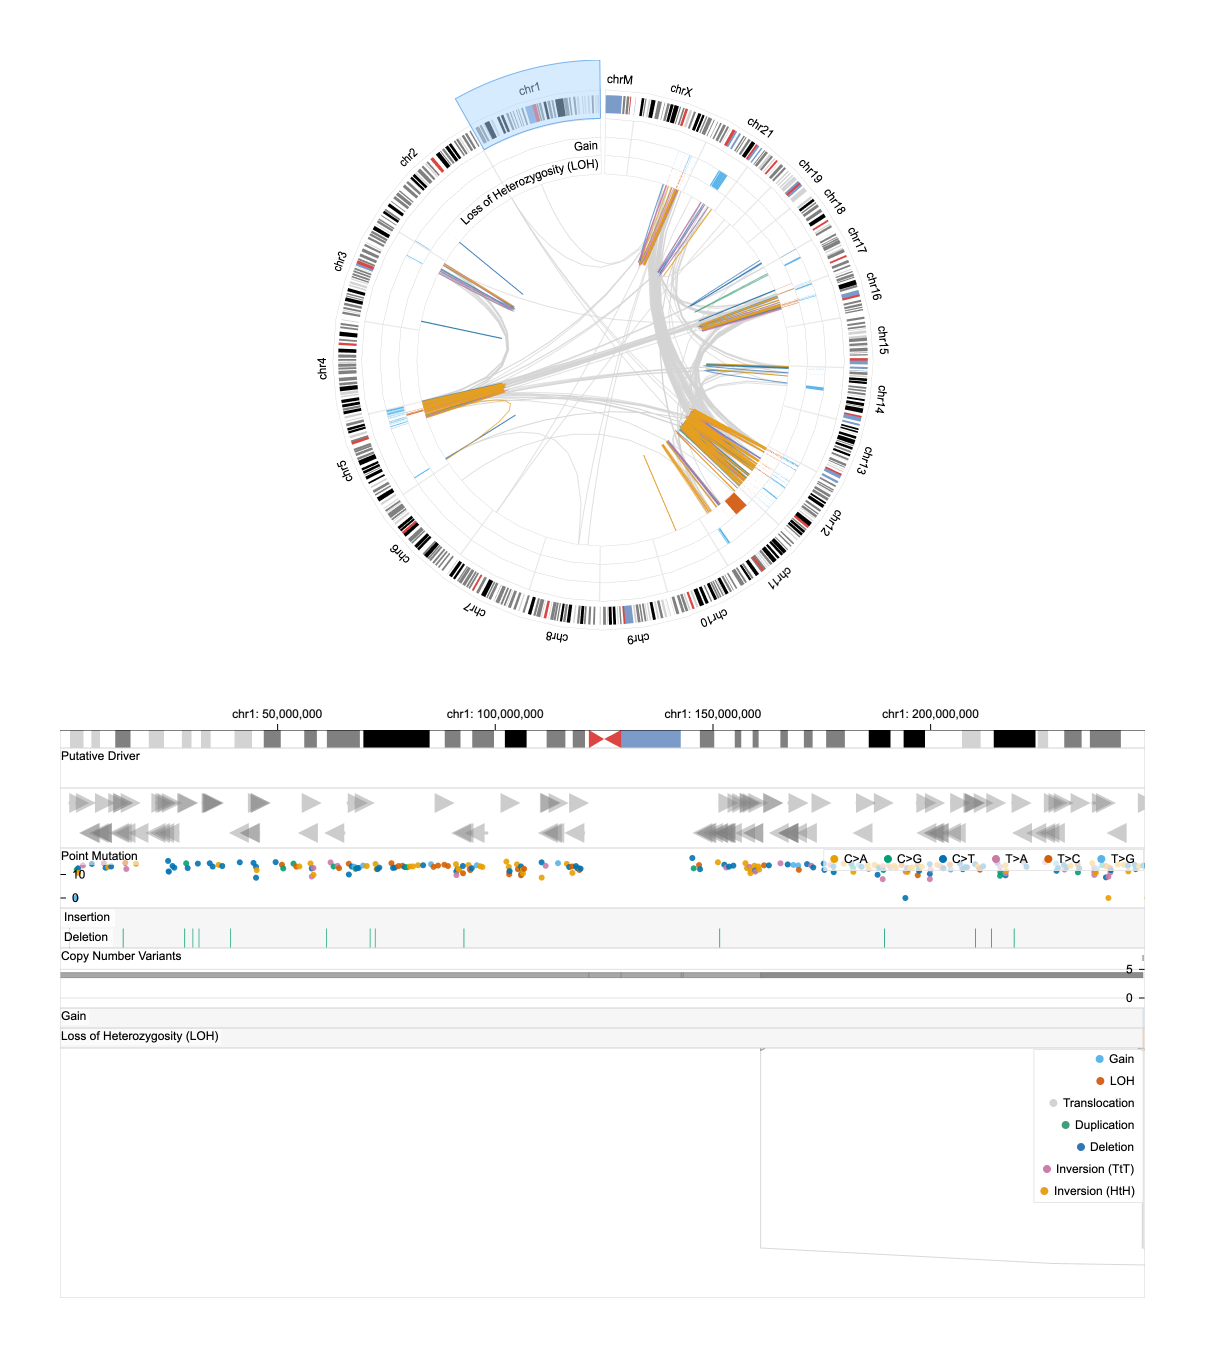 chr1
chrM
chrX
chr21
chr19
chr18
chr17
chr16
chr15
chr14
chr13
chr12
chr11
chr10
chr9
chr8
chr7
chr6
chr5
chr4
chr3
chr2
Gain
Loss of Heterozygosity (LOH)
chr1: 50,000,000 chr1: 100,000,000 chr1: 150,000,000 chr1: 200,000,000
Putative Driver
Point Mutation
C>A C>G C>T T>A T>C T>G
10
0
Insertion
Deletion
Copy Number Variants
5
0
Gain
Loss of Heterozygosity (LOH)
Gain
LOH
Translocation
Duplication
Deletion
Inversion (TtT)
Inversion (HtH)